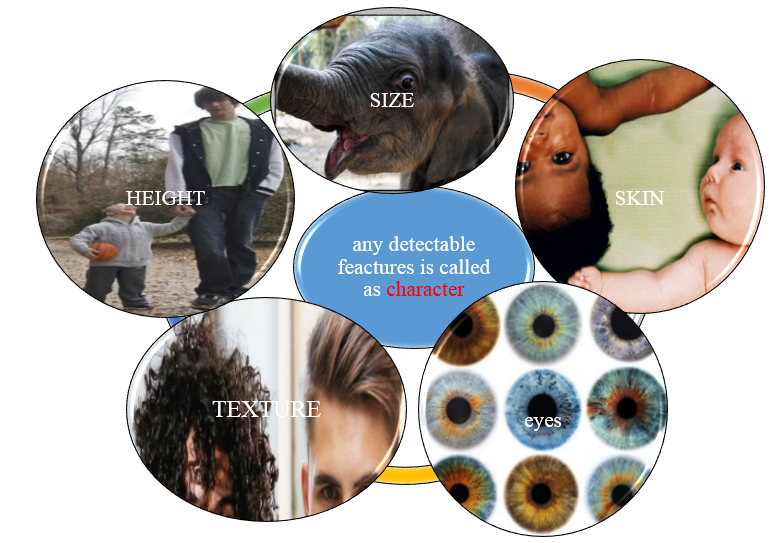 SIZE
HEIGHT
SKIN
any detectable
feactures is called
as character
TEXTURE
eyes